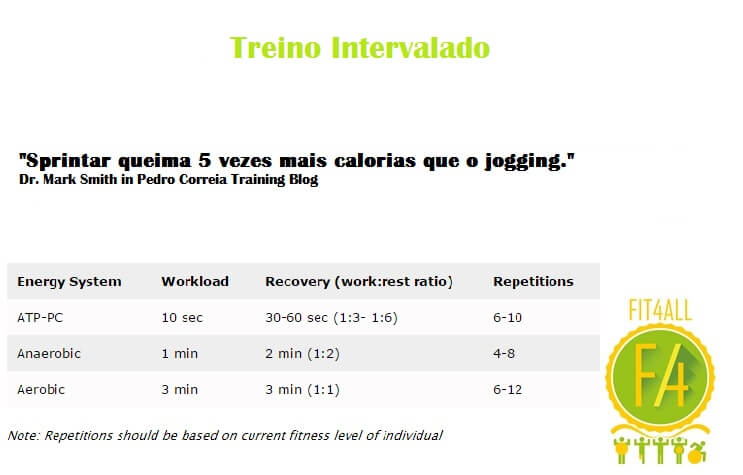 Treino Intervalado
"Sprintar queima 5 vezes mais calorias que o jogging."
Dr. Mark Smith in Pedro Correia Training Blog
Energy System Workload Recovery (work:rest ratio) Repetitions
ATP-PC 10 sec 30-60 sec (1:3- 1:6) 6-10
Anaerobic 1 min 2 min (1:2) 4-8
Aerobic 3 min 3 min (1:1) 6-12
Note: Repetitions should be based on current fitness level of individual
FIT4ALL
F4